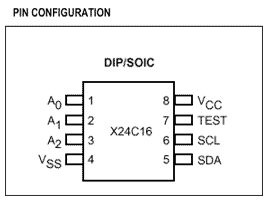 PIN CONFIGURATION
DIP/SOIC
A0 1 8 VCC
A1 2 7 TEST
X24C16
A2 3 6 SCL
VSS 4 5 SDA